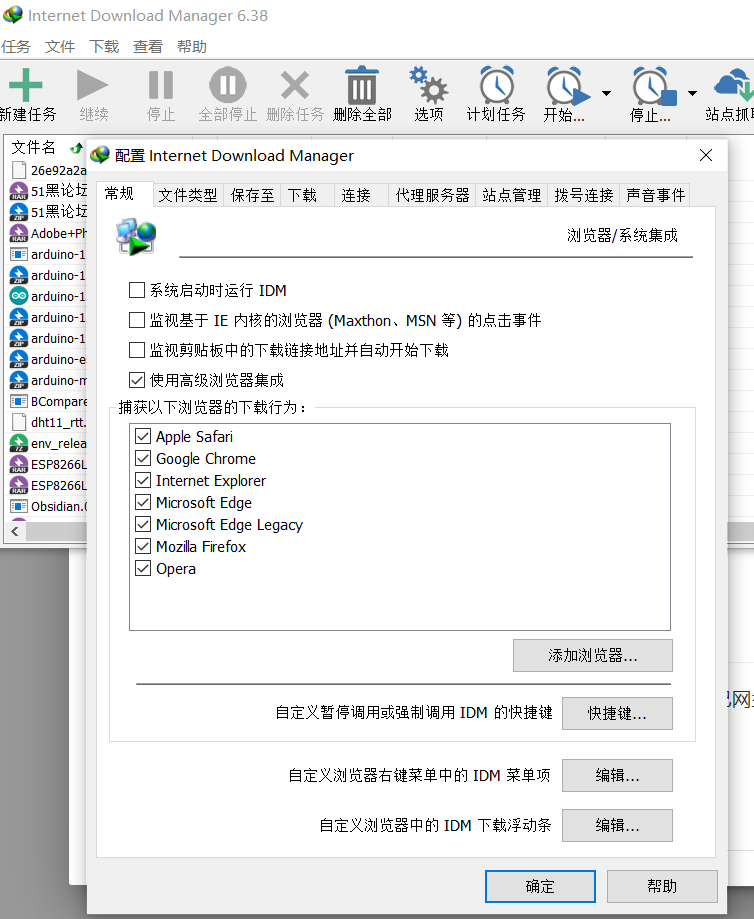 Internet Download Manager 6.38
任务 文件 下载 查看 帮助
新建任务 继续 停止 全部停止 删除任务 删除全部 选项 计划任务 开始... 停止... 站点抓
文件名
配置 Internet Download Manager
26e92a2a
常规 文件类型 保存至 下载 连接 代理服务器 站点管理 拨号连接 声音事件
51黑论坛
51黑论坛
Adobe+Ph
浏览器/系统集成
arduino-1
arduino-1
系统启动时运行 IDM
arduino-1
监视基于 IE 内核的浏览器 (Maxthon、MSN 等) 的点击事件
arduino-1
arduino-1
监视剪贴板中的下载链接地址并自动开始下载
arduino-e
arduino-m
使用高级浏览器集成
BCompare
捕获以下浏览器的下载行为：
dht11_rtt.
Apple Safari
env_relea
Google Chrome
ESP8266L
Internet Explorer
ESP8266L
Microsoft Edge
Obsidian.
Microsoft Edge Legacy
Mozilla Firefox
Opera
添加浏览器...
自定义暂停调用或强制调用 IDM 的快捷键 快捷键...
自定义浏览器右键菜单中的 IDM 菜单项 编辑...
自定义浏览器中的 IDM 下载浮动条 编辑...
确定 帮助